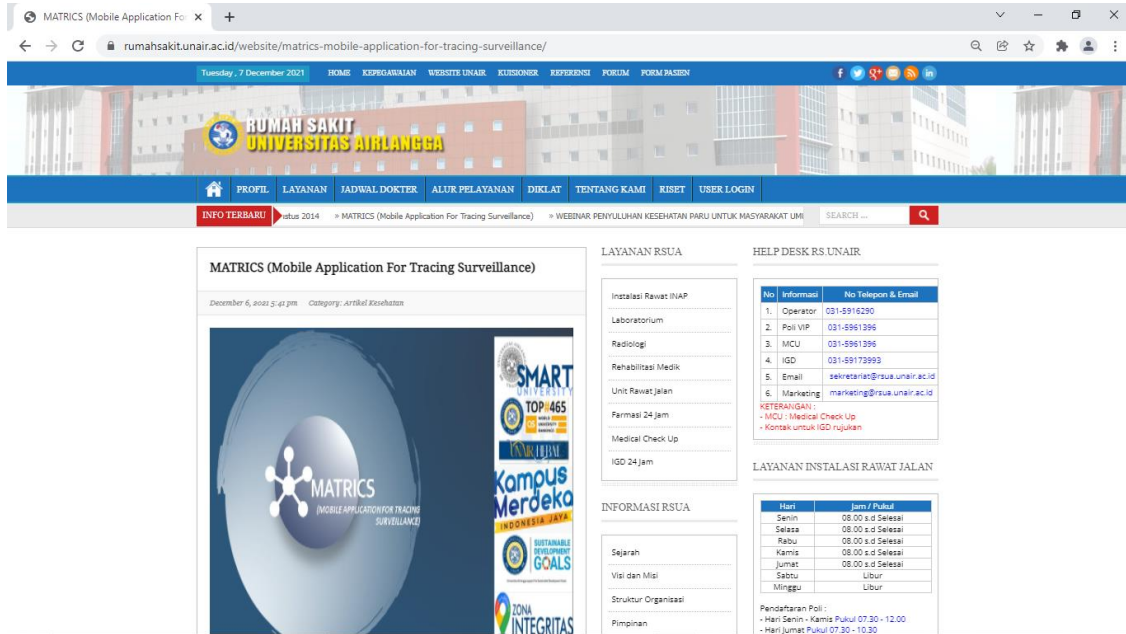 MATRICS (Mobile Application Fo
rumahsakit.unair.ac.id/website/matrics-mobile-application-for-tracing-surveillance/
Tuesday , 7 December 2021 HOME KEPEGAWAIAN WEBSITE UNAIR KUISIONER REFERENSI FORUM FORM PASIEN
RUMAH SAKIT
UNIVERSITAS AIRLANGGA
PROFIL LAYANAN JADWAL DOKTER ALUR PELAYANAN DIKLAT TENTANG KAMI RISET USER LOGIN
INFO TERBARU istus 2014 » MATRICS (Mobile Application For Tracing Surveillance) » WEBINAR PENYULUHAN KESEHATAN PARU UNTUK MASYARAKAT UM SEARCH ...
MATRICS (Mobile Application For Tracing Surveillance)
December 6, 2021 5:41 pm Category: Artikel Kesehatan
MATRICS
(MOBILE APPLICATION FOR TRACING
SURVEILLANCE)
SMART
UNIVERSITY
TOP#465
WORLD
UNIVERSITY
RANKINGS
UNAIR HEBAT
Kampus
Merdeka
INDONESIA JAYA
SUSTAINABLE
DEVELOPMENT
GOALS
ZONA
INTEGRITAS
LAYANAN RSUA
Instalasi Rawat INAP
Laboratorium
Radiologi
Rehabilitasi Medik
Unit Rawat Jalan
Farmasi 24 Jam
Medical Check Up
IGD 24 Jam
INFORMASI RSUA
Sejarah
Visi dan Misi
Struktur Organisasi
Pimpinan
HELP DESK RS.UNAIR
No Informasi No Telepon & Email
1. Operator 031-5916290
2. Poli VIP 031-5961396
3. MCU 031-5961396
4. IGD 031-59173993
5. Email sekretariat@rsua.unair.ac.id
6. Marketing marketing@rsua.unair.ac.id
KETERANGAN :
- MCU : Medical Check Up
- Kontak untuk IGD rujukan
LAYANAN INSTALASI RAWAT JALAN
Hari Jam / Pukul
Senin 08.00 s.d Selesai
Selasa 08.00 s.d Selesai
Rabu 08.00 s.d Selesai
Kamis 08.00 s.d Selesai
Jumat 08.00 s.d Selesai
Sabtu Libur
Minggu Libur
Pendaftaran Poli :
- Hari Senin - Kamis Pukul 07.30 - 12.00
- Hari Jumat Pukul 07.30 - 10.30